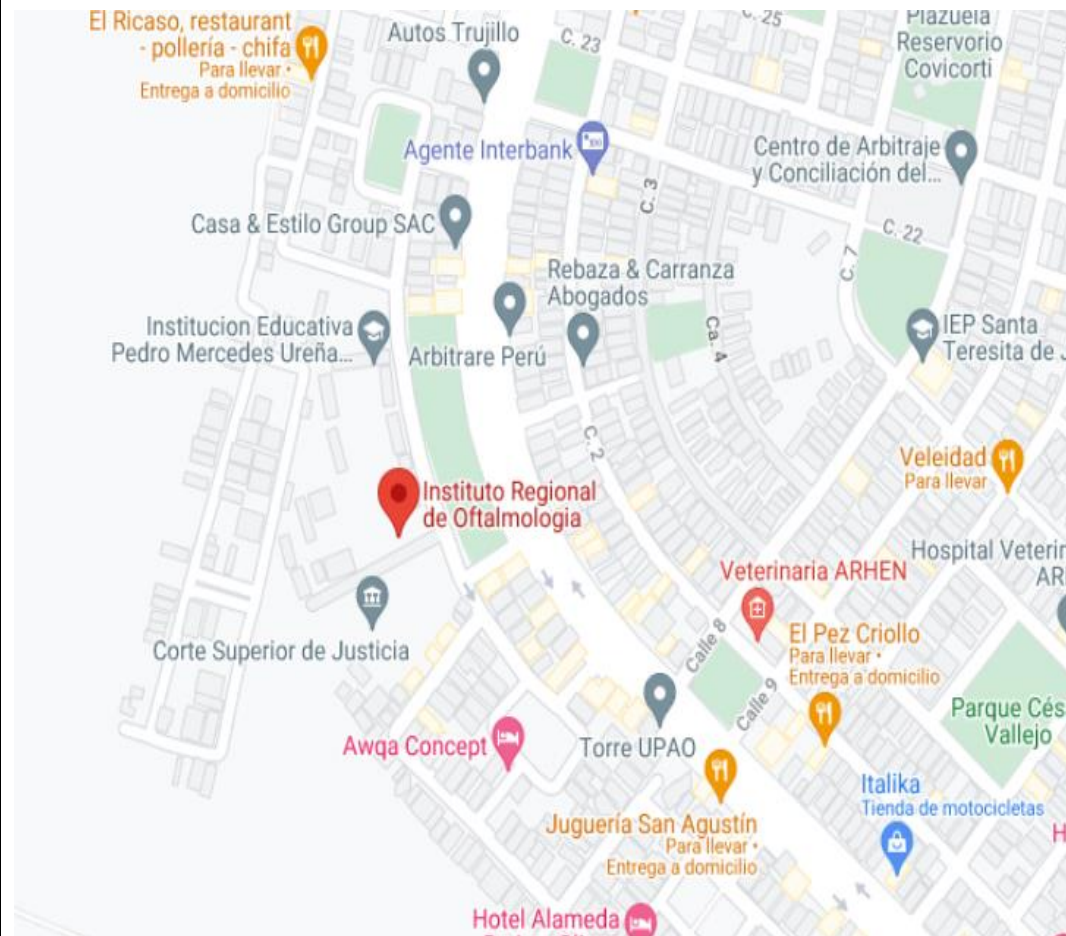 El Ricaso, restaurant
- pollería - chifa
Para llevar •
Entrega a domicilio
Autos Trujillo
C. 23
C. 25
Plazuela
Reservorio
Covicorti
Agente Interbank
Centro de Arbitraje
y Conciliación del...
C. 3
Casa & Estilo Group SAC
C. 22
C. 7
Rebaza & Carranza
Abogados
Institucion Educativa
Pedro Mercedes Ureña...
Arbitrare Perú
Ca. 4
IEP Santa
Teresita de J
C. 2
Veleidad
Para llevar
Instituto Regional
de Oftalmologia
Hospital Veterin
AR
Veterinaria ARHEN
El Pez Criollo
Para llevar •
Entrega a domicilio
Corte Superior de Justicia
Calle 8
Calle 9
Parque Cés
Vallejo
Awqa Concept
Torre UPAO
Italika
Tienda de motocicletas
Juguería San Agustín
Para llevar •
Entrega a domicilio
H
Hotel Alameda